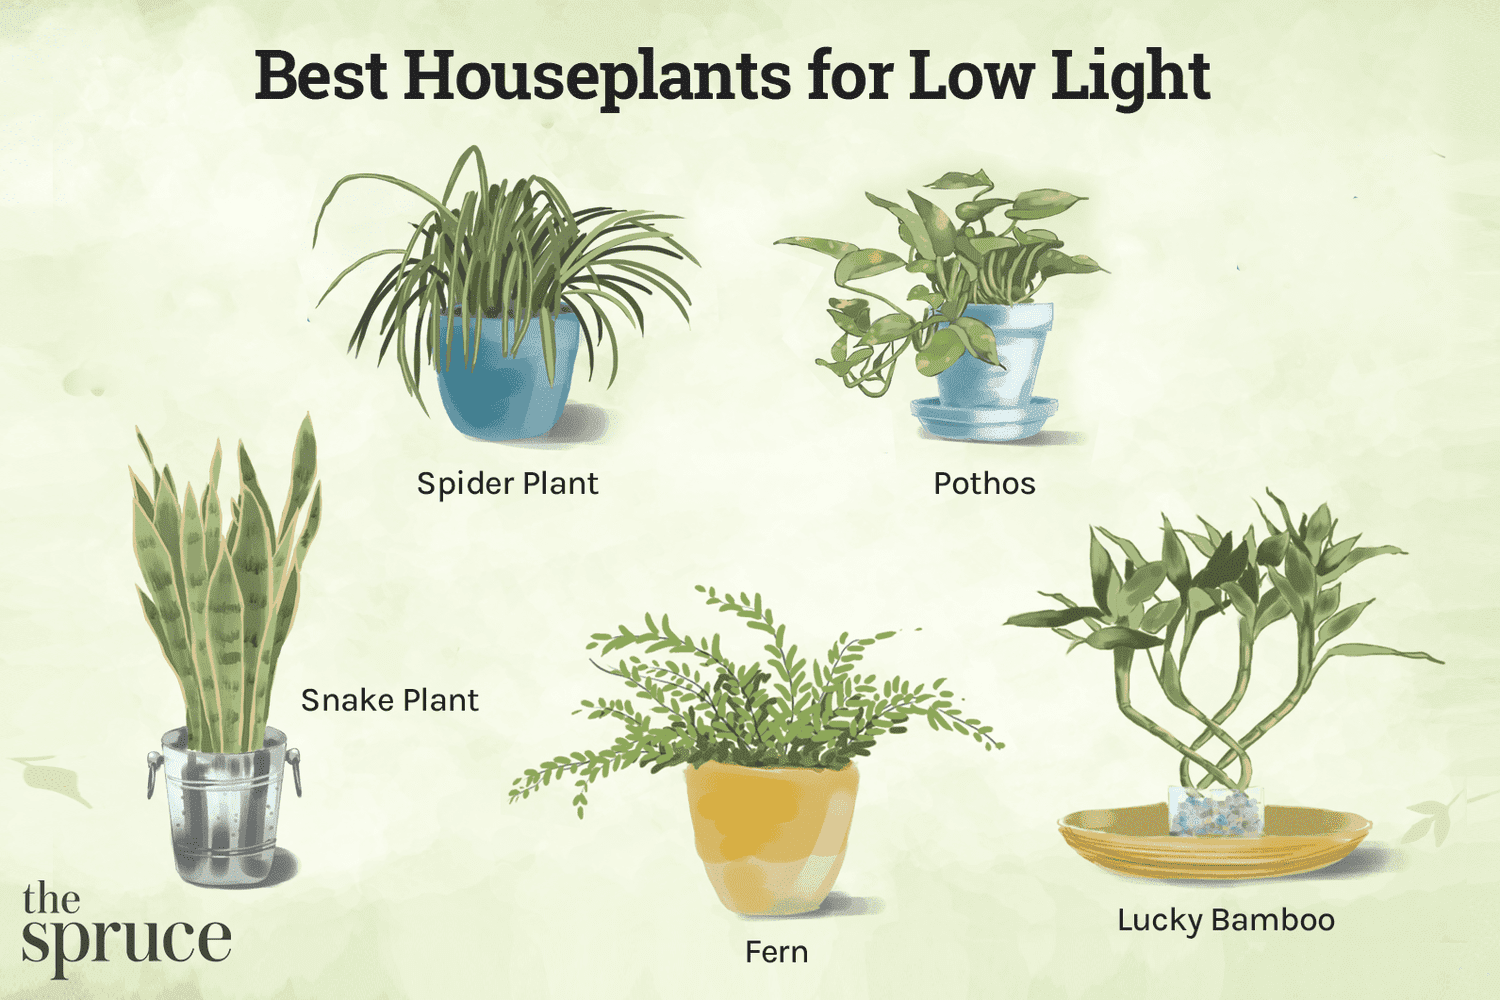 Best Houseplants for Low Light
Spider Plant
Pothos
Snake Plant
Fern
Lucky Bamboo
the
spruce